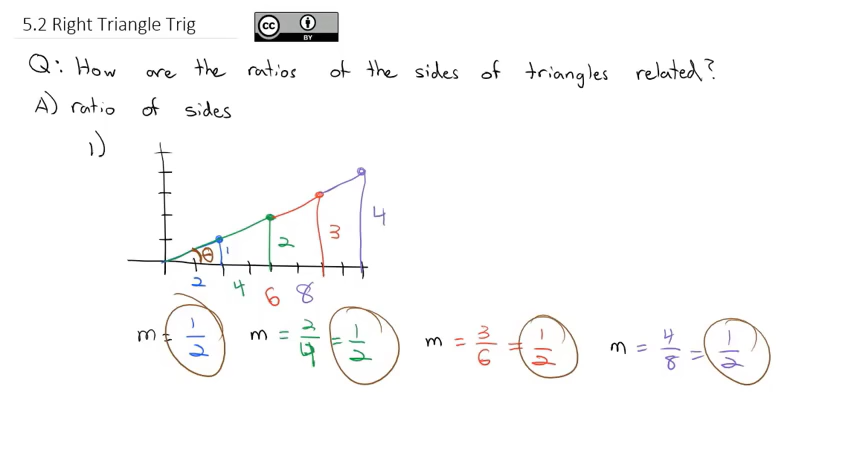 5.2 Right Triangle Trig
cc BY
Q: How are the ratios of the sides of triangles related?
A) ratio of sides
1)
θ 1 2 3 4
2 4 6 8
m = 1/2 m = 2/4 = 1/2 m = 3/6 = 1/2 m = 4/8 = 1/2